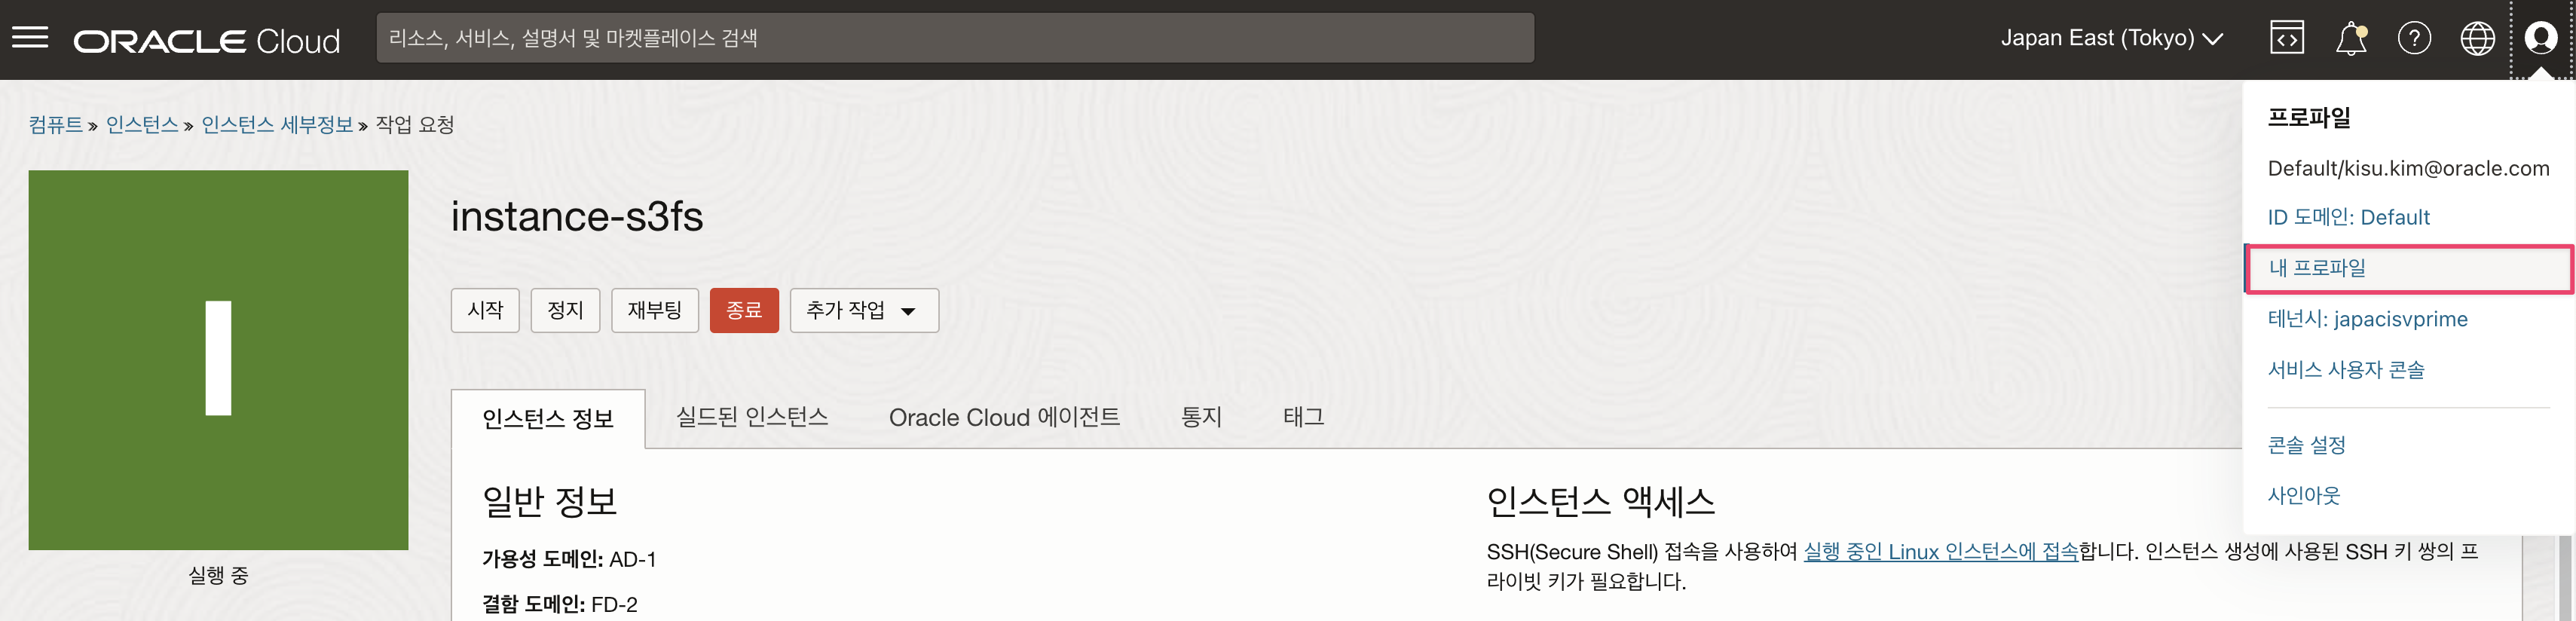 ORACLE Cloud
리소스, 서비스, 설명서 및 마켓플레이스 검색
Japan East (Tokyo)
컴퓨트 » 인스턴스 » 인스턴스 세부정보 » 작업 요청
I
실행 중
instance-s3fs
시작 정지 재부팅 종료 추가 작업
인스턴스 정보 실드된 인스턴스 Oracle Cloud 에이전트 통지 태그
일반 정보
가용성 도메인: AD-1
결함 도메인: FD-2
인스턴스 액세스
SSH(Secure Shell) 접속을 사용하여 실행 중인 Linux 인스턴스에 접속합니다. 인스턴스 생성에 사용된 SSH 키 쌍의 프
라이빗 키가 필요합니다.
프로파일
Default/kisu.kim@oracle.com
ID 도메인: Default
내 프로파일
테넌시: japacisvprime
서비스 사용자 콘솔
콘솔 설정
사인아웃